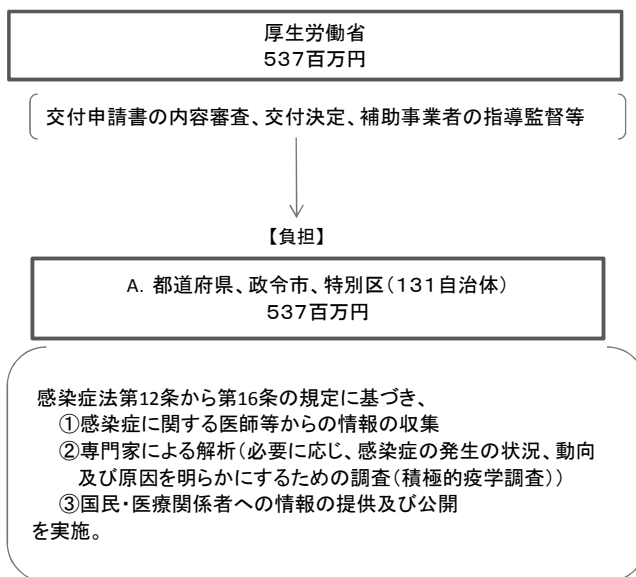 厚生労働省
537百万円
交付申請書の内容審査、交付決定、補助事業者の指導監督等
【負担】
A. 都道府県、政令市、特別区(131自治体)
537百万円
感染症法第12条から第16条の規定に基づき、
①感染症に関する医師等からの情報の収集
②専門家による解析(必要に応じ、感染症の発生の状況、動向
及び原因を明らかにするための調査(積極的疫学調査))
③国民・医療関係者への情報の提供及び公開
を実施。